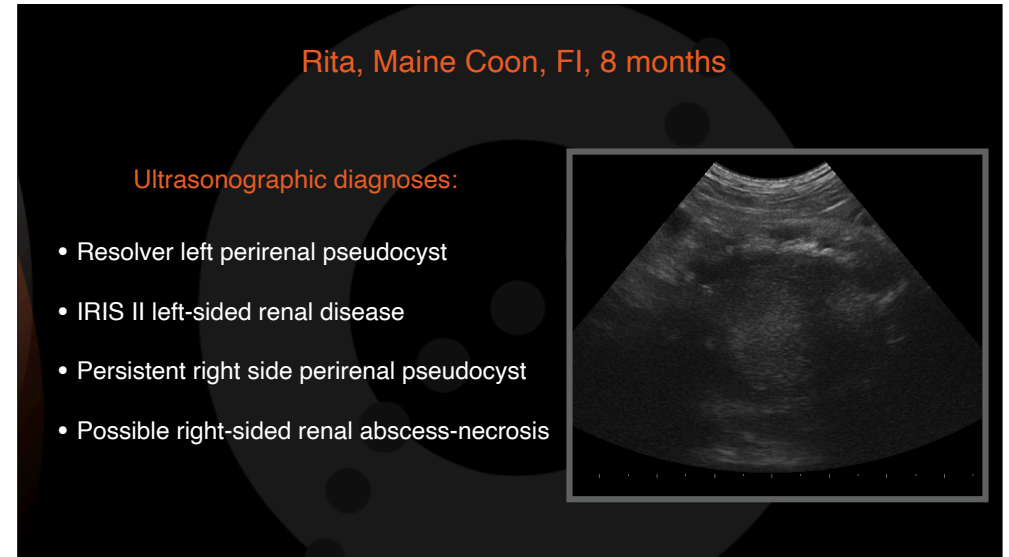 Rita, Maine Coon, FI, 8 months
Ultrasonographic diagnoses:
• Resolver left perirenal pseudocyst
• IRIS II left-sided renal disease
• Persistent right side perirenal pseudocyst
• Possible right-sided renal abscess-necrosis